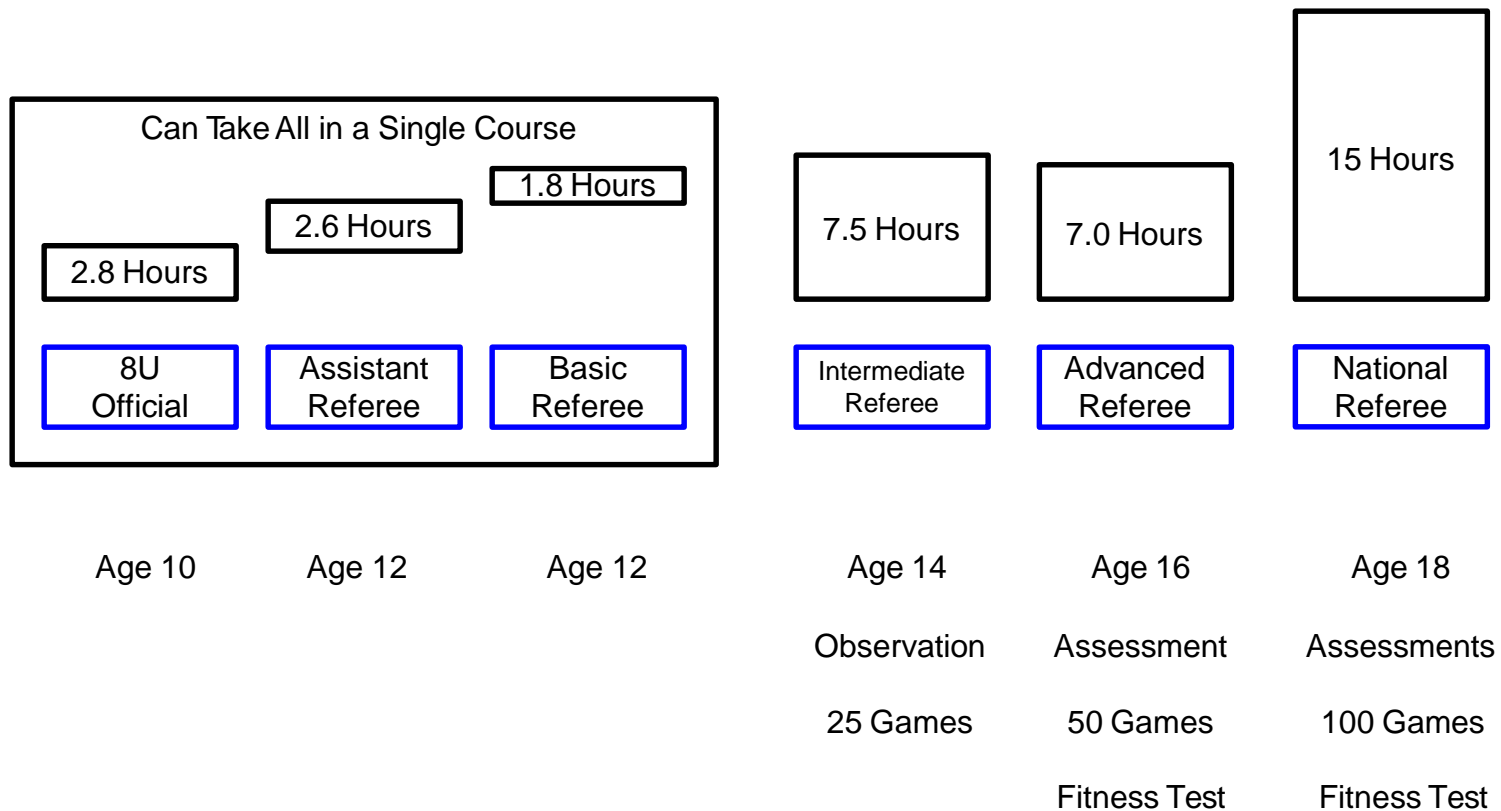 Can Take All in a Single Course
2.8 Hours
2.6 Hours
1.8 Hours
7.5 Hours
7.0 Hours
15 Hours
8U
Official
Assistant
Referee
Basic
Referee
Intermediate
Referee
Advanced
Referee
National
Referee
Age 10
Age 12
Age 12
Age 14
Age 16
Age 18
Observation
Assessment
Assessments
25 Games
50 Games
100 Games
Fitness Test
Fitness Test